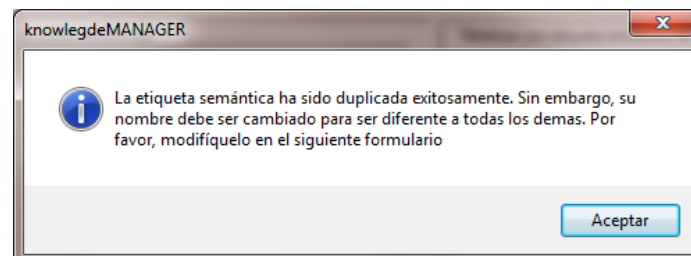 knowlegdeMANAGER
La etiqueta semántica ha sido duplicada exitosamente. Sin embargo, su
nombre debe ser cambiado para ser diferente a todas los demas. Por
favor, modifíquelo en el siguiente formulario
Aceptar